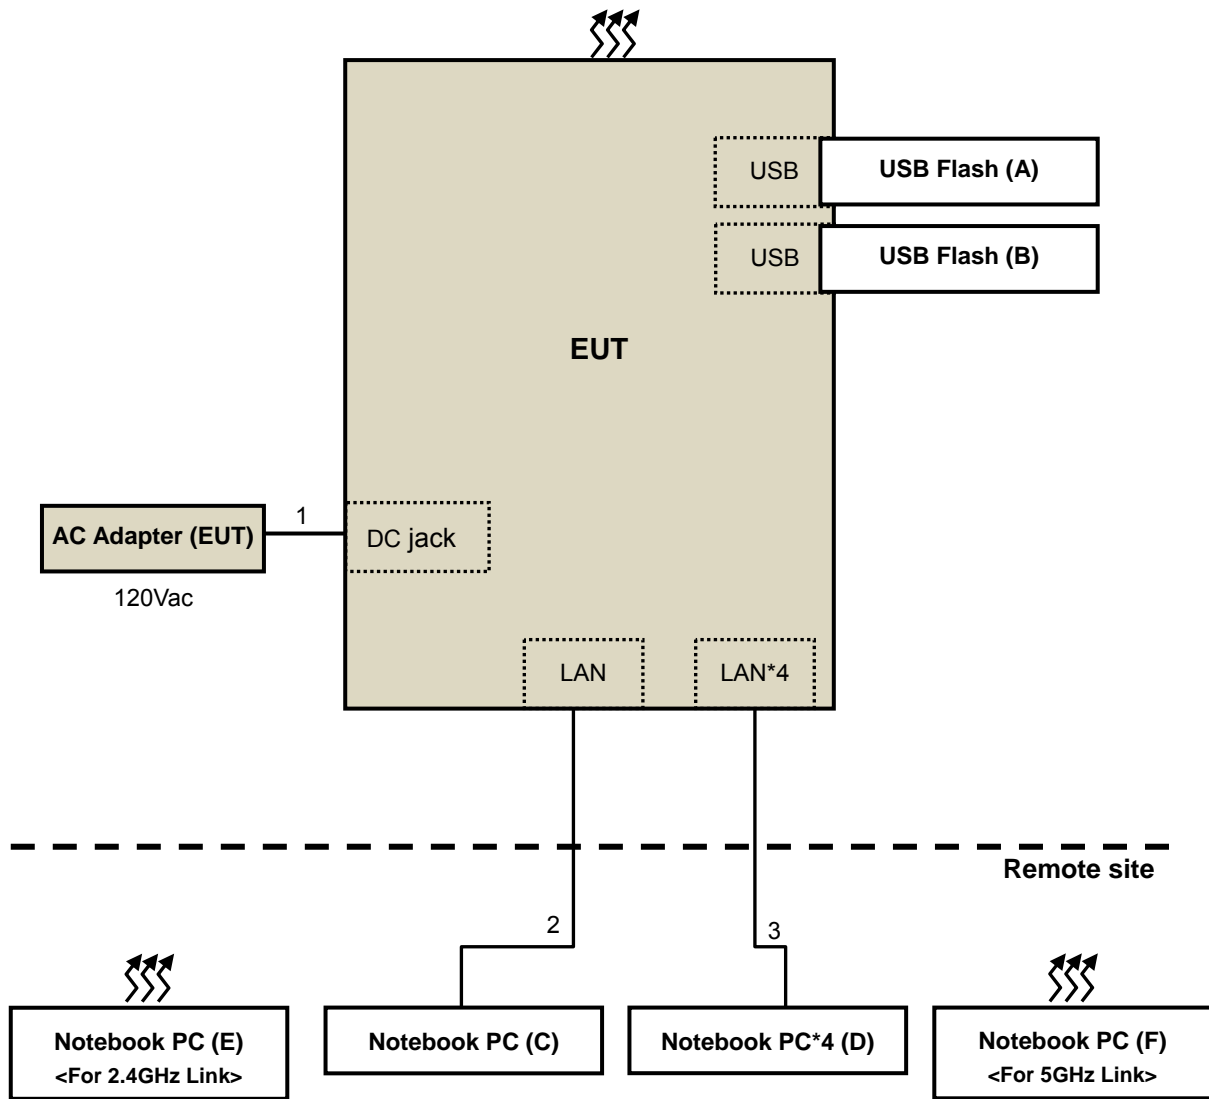 USB
USB Flash (A)
USB
USB Flash (B)
EUT
1
AC Adapter (EUT)
DC jack
120Vac
LAN
LAN*4
Remote site
2
3
Notebook PC (E)
<For 2.4GHz Link>
Notebook PC (C)
Notebook PC*4 (D)
Notebook PC (F)
<For 5GHz Link>